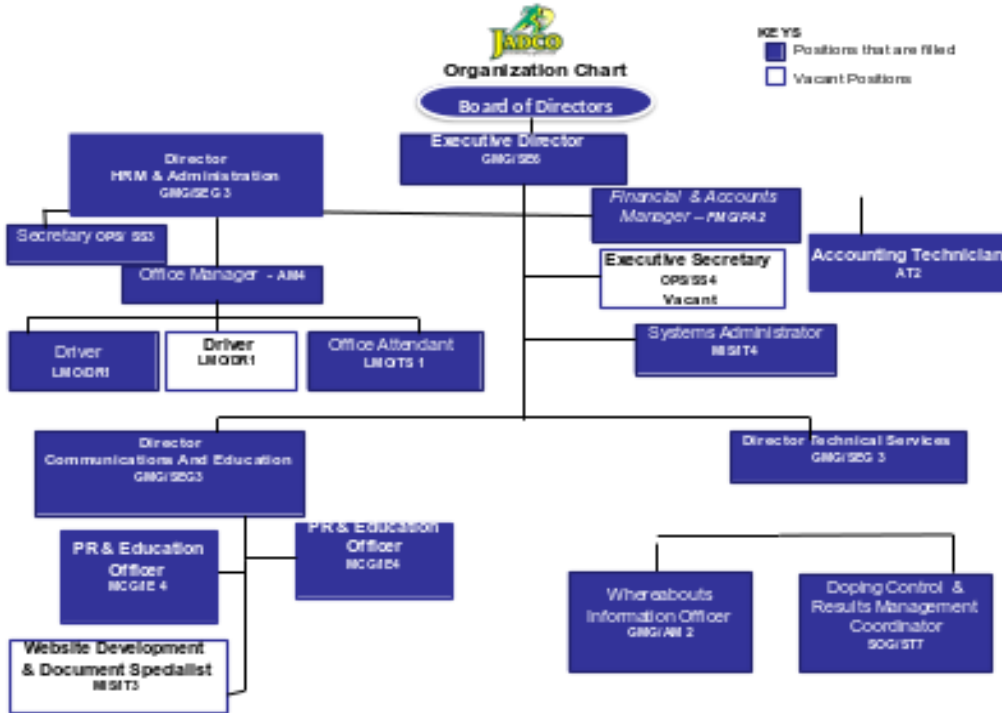 JADCO
Organization Chart
KEYS
Positions that are filled
Vacant Positions
Board of Directors
Executive Director
GMG/SE6
Director
HRM & Administration
GMG/SEG 3
Financial & Accounts
Manager – FMG/PA2
Secretary OPS/ SS3
Executive Secretary
OPS/SS4
Vacant
Accounting Technician
AT2
Office Manager - AM4
Driver
LMO/DR1
Driver
LMO/DR1
Office Attendant
LMO/TS 1
Systems Administrator
MIS/IT4
Director
Communications And Education
GMG/SEG3
Director Technical Services
GMG/SEG 3
PR & Education
Officer
MCG/IE 4
PR & Education
Officer
MCG/IE4
Website Development
& Document Specialist
MIS/IT3
Whereabouts
Information Officer
GMG/AM 2
Doping Control &
Results Management
Coordinator
SOG/ST7